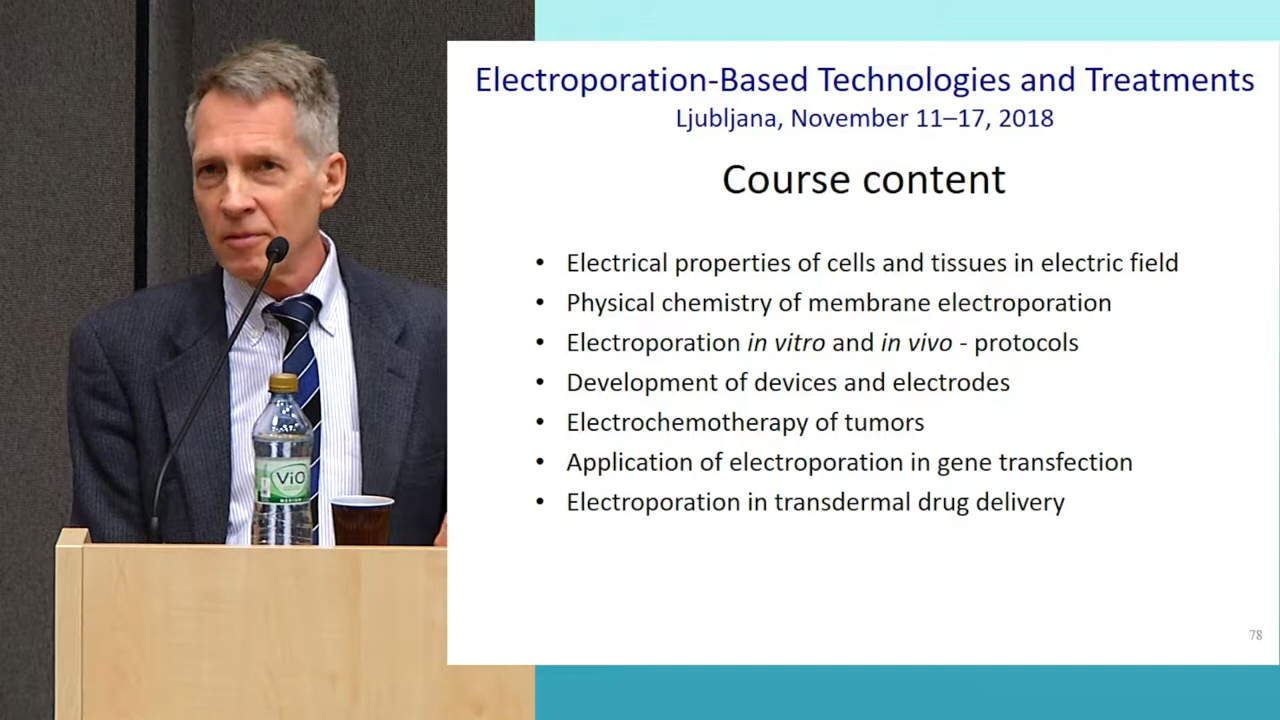 Electroporation-Based Technologies and Treatments
Ljubljana, November 11–17, 2018
Course content
• Electrical properties of cells and tissues in electric field
• Physical chemistry of membrane electroporation
• Electroporation in vitro and in vivo - protocols
• Development of devices and electrodes
• Electrochemotherapy of tumors
• Application of electroporation in gene transfection
• Electroporation in transdermal drug delivery
78
ViO
MEDIUM